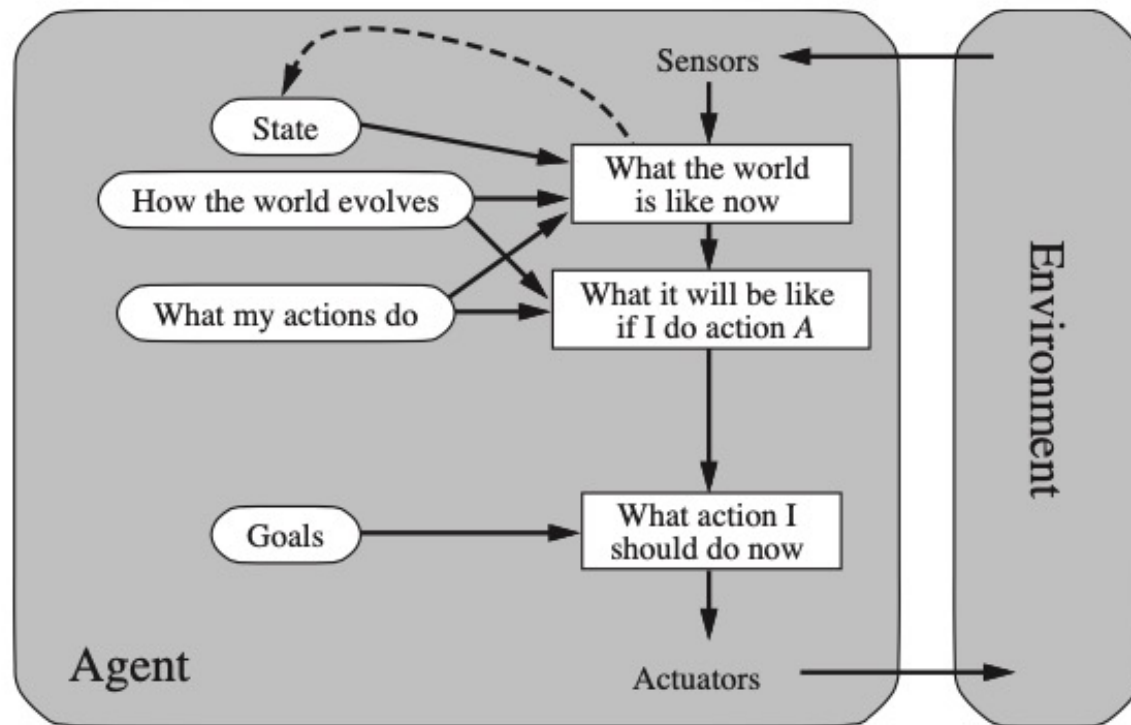 Sensors
State
What the world
is like now
How the world evolves
What it will be like
if I do action A
What my actions do
Environment
What action I
should do now
Goals
Agent
Actuators